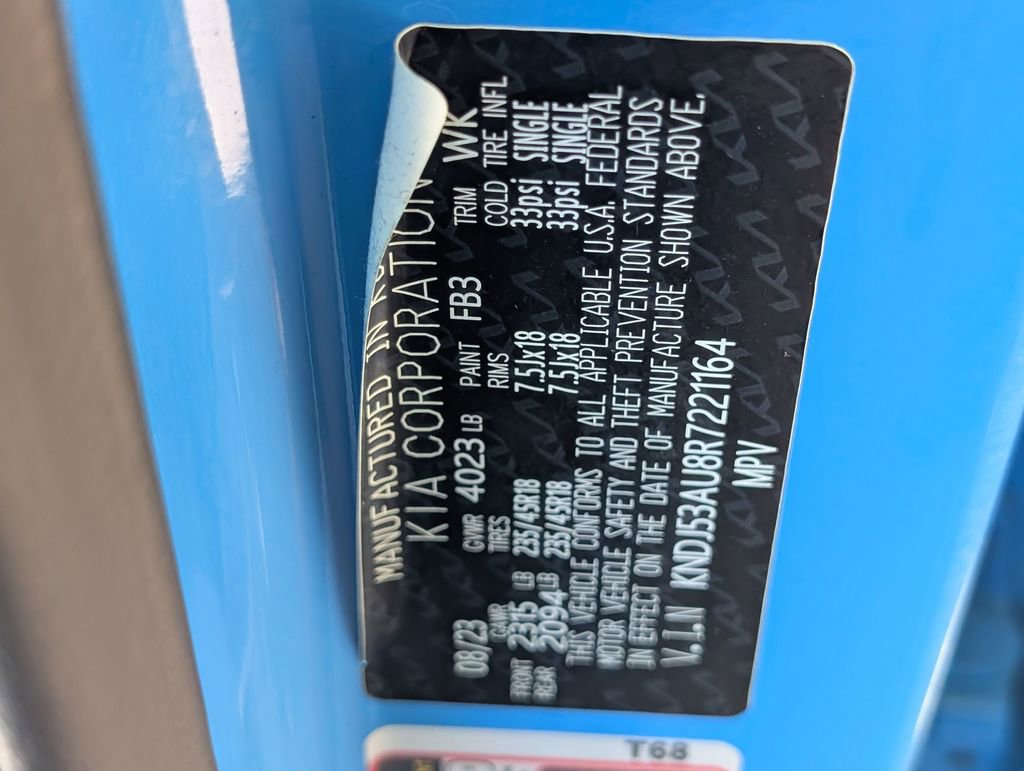 MANUFACTURED IN
KIA CORPORATION
08/23 GVWR 4023 LB PAINT FB3 TRIM WK
GAWR TIRES RIMS COLD TIRE INFL
FRONT 2315 LB 235/45R18 7.5Jx18 33psi SINGLE
REAR 2094 LB 235/45R18 7.5Jx18 33psi SINGLE
THIS VEHICLE CONFORMS TO ALL APPLICABLE U.S.A. FEDERAL
MOTOR VEHICLE SAFETY AND THEFT PREVENTION STANDARDS
IN EFFECT ON THE DATE OF MANUFACTURE SHOWN ABOVE.
V.I.N KNDJ53AU8R7221164
MPV
T68